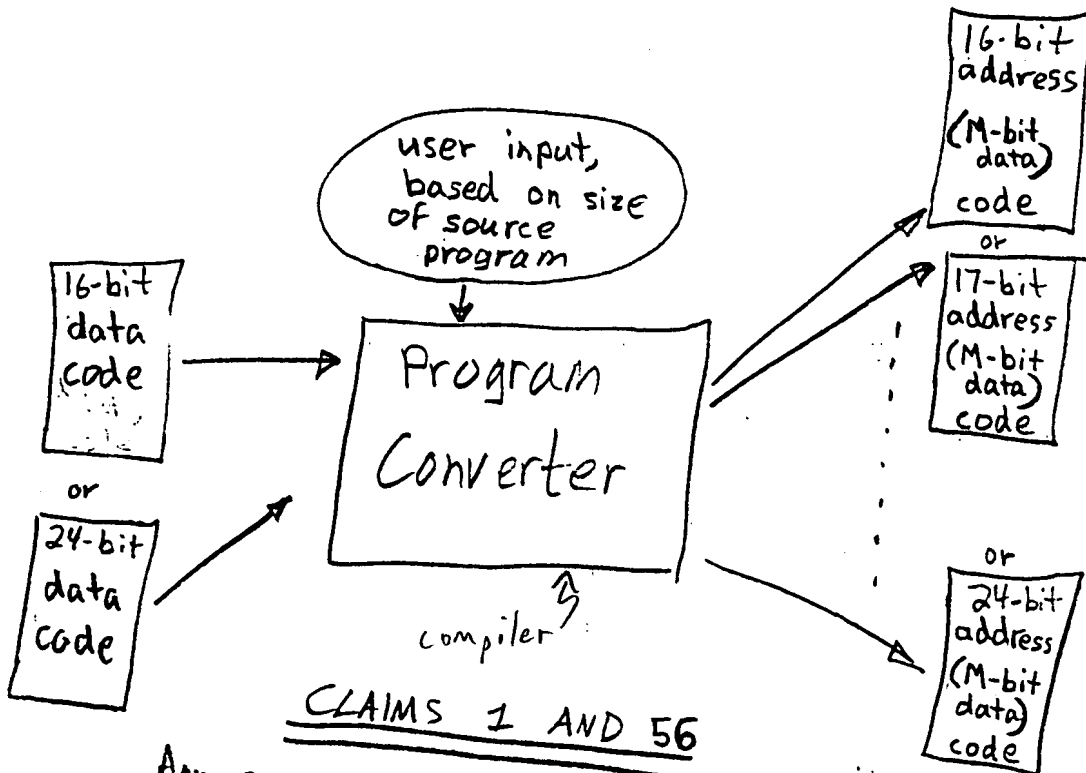 user input,
based on size
of source
program
16-bit
data
code
or
24-bit
data
code
Program
Converter
compiler
16-bit
address
(M-bit
data)
code
or
17-bit
address
(M-bit
data)
code
or
24-bit
address
(M-bit
data)
code
CLAIMS 1 AND 56